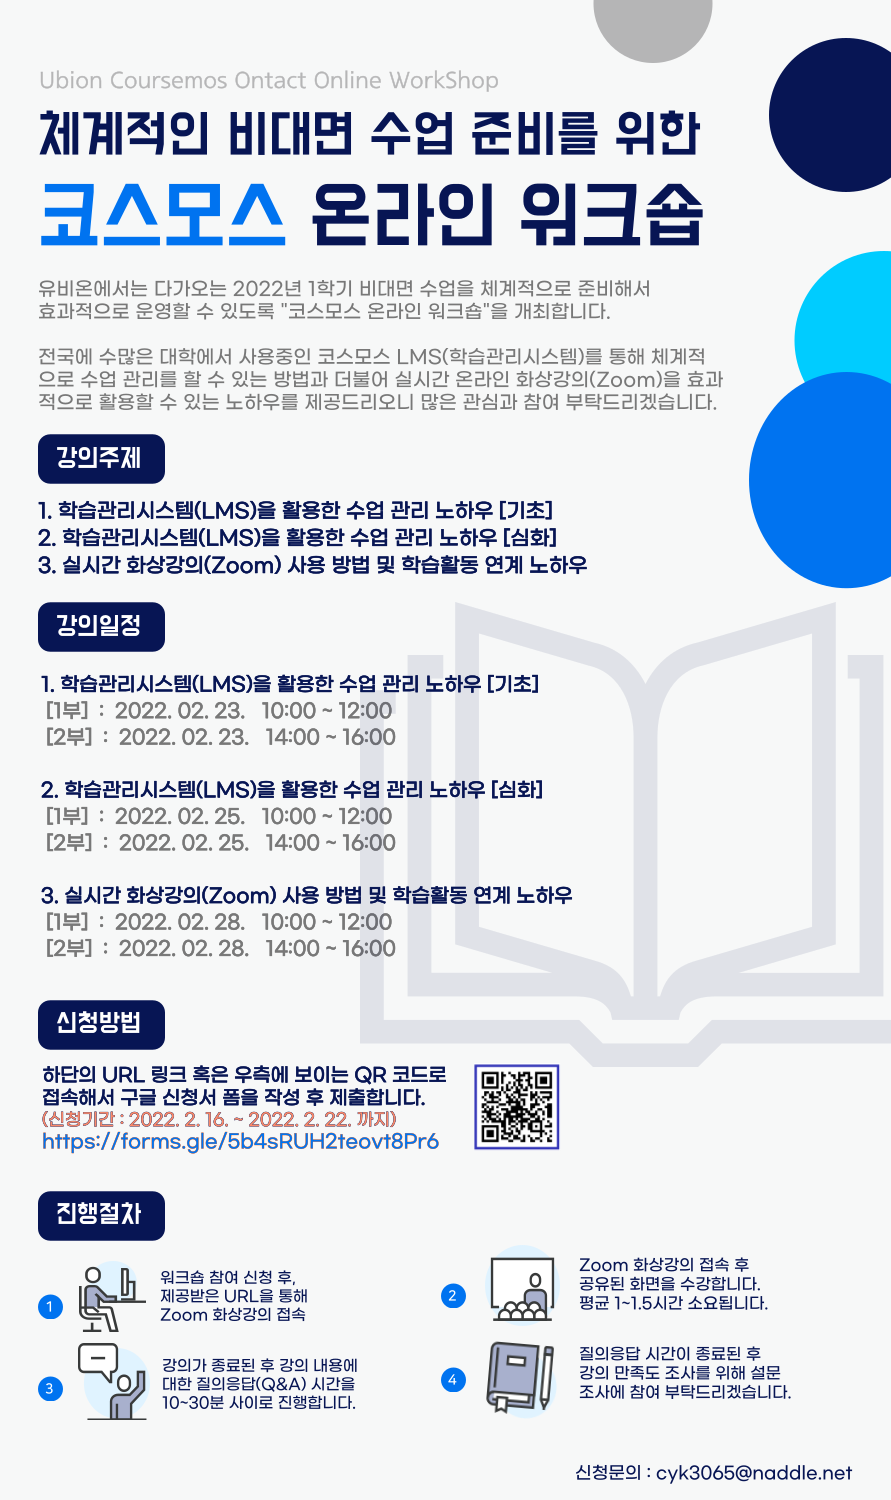 Ubion Coursemos Ontact Online WorkShop
체계적인 비대면 수업 준비를 위한
코스모스 온라인 워크숍
유비온에서는 다가오는 2022년 1학기 비대면 수업을 체계적으로 준비해서
효과적으로 운영할 수 있도록 "코스모스 온라인 워크숍"을 개최합니다.
전국에 수많은 대학에서 사용중인 코스모스 LMS(학습관리시스템)를 통해 체계적
으로 수업 관리를 할 수 있는 방법과 더불어 실시간 온라인 화상강의(Zoom)을 효과
적으로 활용할 수 있는 노하우를 제공드리오니 많은 관심과 참여 부탁드리겠습니다.
강의주제
1. 학습관리시시스템(LMS)을 활용한 수업 관리 노하우 [기초]
2. 학습관리시스템(LMS)을 활용한 수업 관리 노하우 [심화]
3. 실시간 화상강의(Zoom) 사용 방법 및 학습활동 연계 노하우
강의일정
1. 학습관리시시스템(LMS)을 활용한 수업 관리 노하우 [기초]
[1부] : 2022. 02. 23. 10:00 ~ 12:00
[2부] : 2022. 02. 23. 14:00 ~ 16:00
2. 학습관리시스템(LMS)을 활용한 수업 관리 노하우 [심화]
[1부] : 2022. 02. 25. 10:00 ~ 12:00
[2부] : 2022. 02. 25. 14:00 ~ 16:00
3. 실시간 화상강의(Zoom) 사용 방법 및 학습활동 연계 노하우
[1부] : 2022. 02. 28. 10:00 ~ 12:00
[2부] : 2022. 02. 28. 14:00 ~ 16:00
신청방법
하단의 URL 링크 혹은 우측에 보이는 QR 코드로
접속해서 구글 신청서 폼을 작성 후 제출합니다.
(신청기간 : 2022. 2. 16. ~ 2022. 2. 22. 까지)
https://forms.gle/5b4sRUH2teovt8Pr6
진행절차
1
워크숍 참여 신청 후,
제공받은 URL을 통해
Zoom 화상강의 접속
2
Zoom 화상강의 접속 후
공유된 화면을 수강합니다.
평균 1~1.5시간 소요됩니다.
3
강의가 종료된 후 강의 내용에
대한 질의응답(Q&A) 시간을
10~30분 사이로 진행합니다.
4
질의응답 시간이 종료된 후
강의 만족도 조사를 위해 설문
조사에 참여 부탁드리겠습니다.
신청문의 : cyk3065@naddle.net